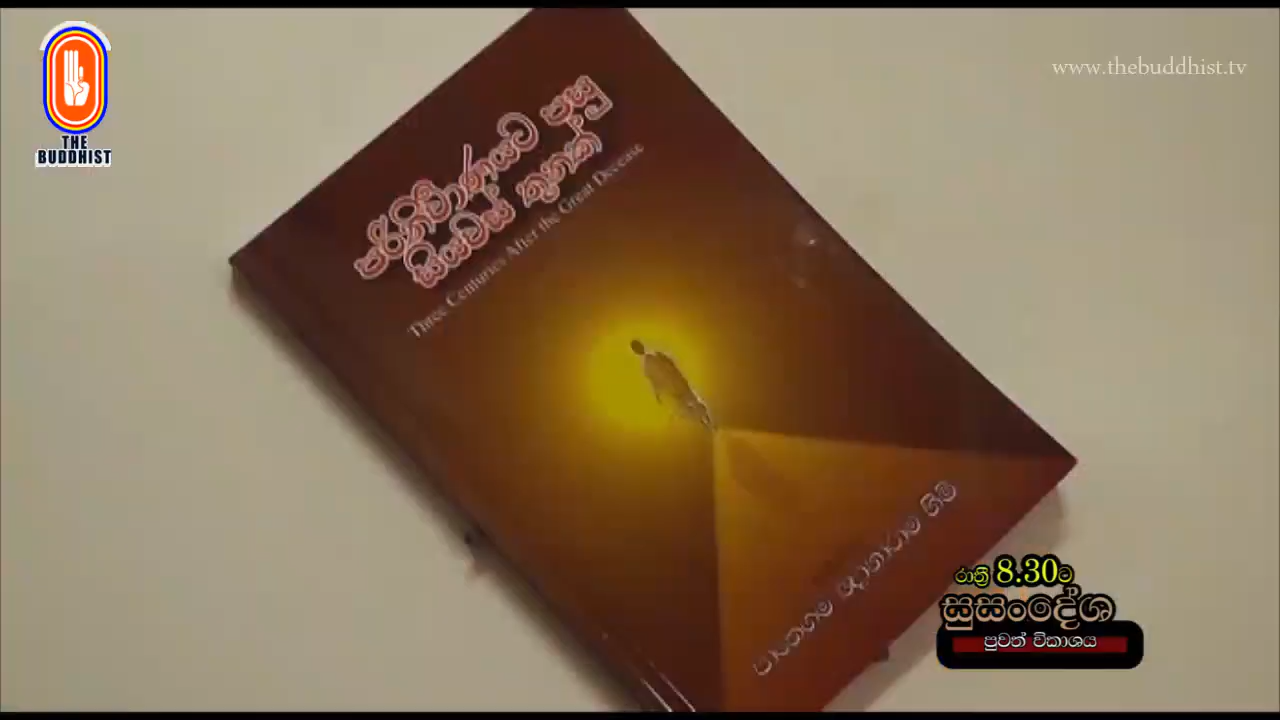 THE
BUDDHIST
www.thebuddhist.tv
පරිනිර්වාණයට පසු
සියවස් තුනක්
Three Centuries After the Great Decease
ඤාණාරාම හිමි
රාත්‍රී 8.30ට
සුසංදේශ
පුවත් විකාශය